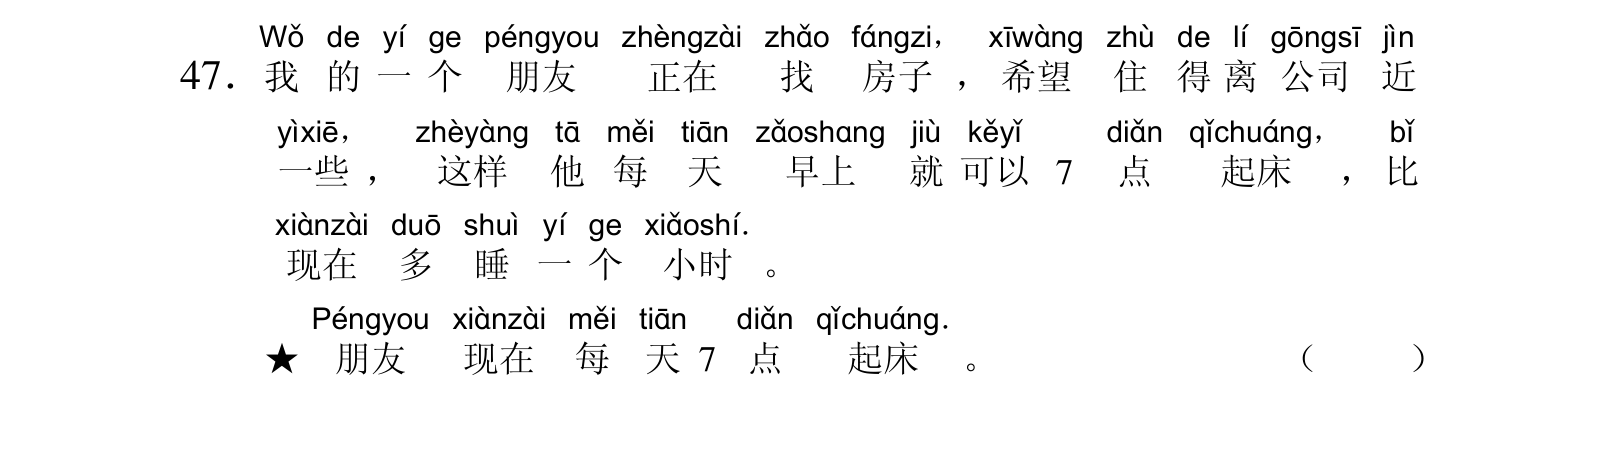 Wǒ de yí ge péngyou zhèngzài zhǎo fángzi, xīwàng zhù de lí gōngsī jìn
47. 我 的 一 个 朋友 正在 找 房子 ，希望 住 得 离 公司 近
yìxiē, zhèyàng tā měi tiān zǎoshang jiù kěyǐ diǎn qǐchuáng, bǐ
一些 ， 这样 他 每 天 早上 就 可以 7 点 起床 ，比
xiànzài duō shuì yí ge xiǎoshí.
现在 多 睡 一 个 小时 。
Péngyou xiànzài měi tiān diǎn qǐchuáng.
★ 朋友 现在 每 天 7 点 起床 。 （ ）